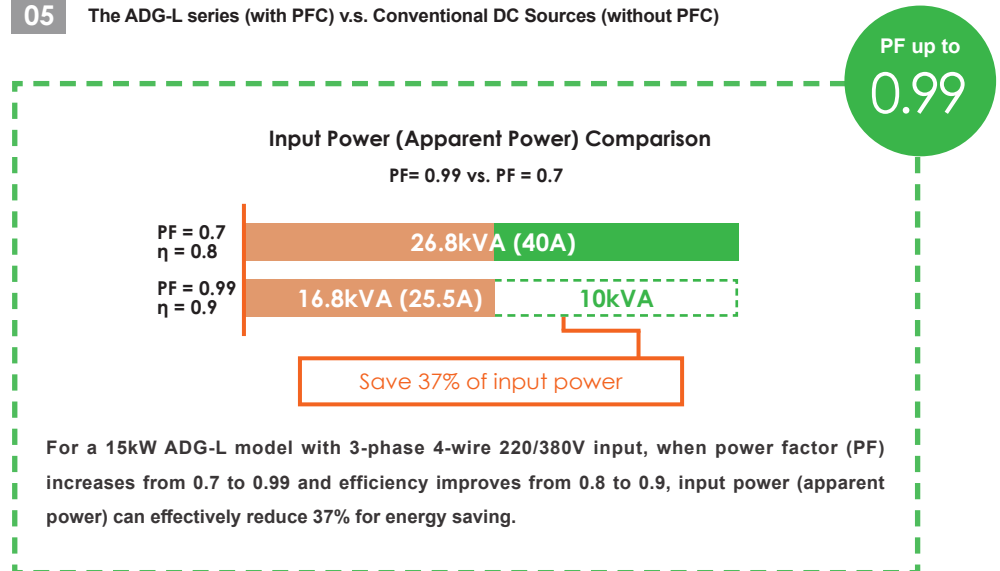 05 The ADG-L series (with PFC) v.s. Conventional DC Sources (without PFC)
PF up to
0.99
Input Power (Apparent Power) Comparison
PF= 0.99 vs. PF = 0.7
PF = 0.7
η = 0.8
26.8kVA (40A)
PF = 0.99
η = 0.9
16.8kVA (25.5A)
10kVA
Save 37% of input power
For a 15kW ADG-L model with 3-phase 4-wire 220/380V input, when power factor (PF)
increases from 0.7 to 0.99 and efficiency improves from 0.8 to 0.9, input power (apparent
power) can effectively reduce 37% for energy saving.